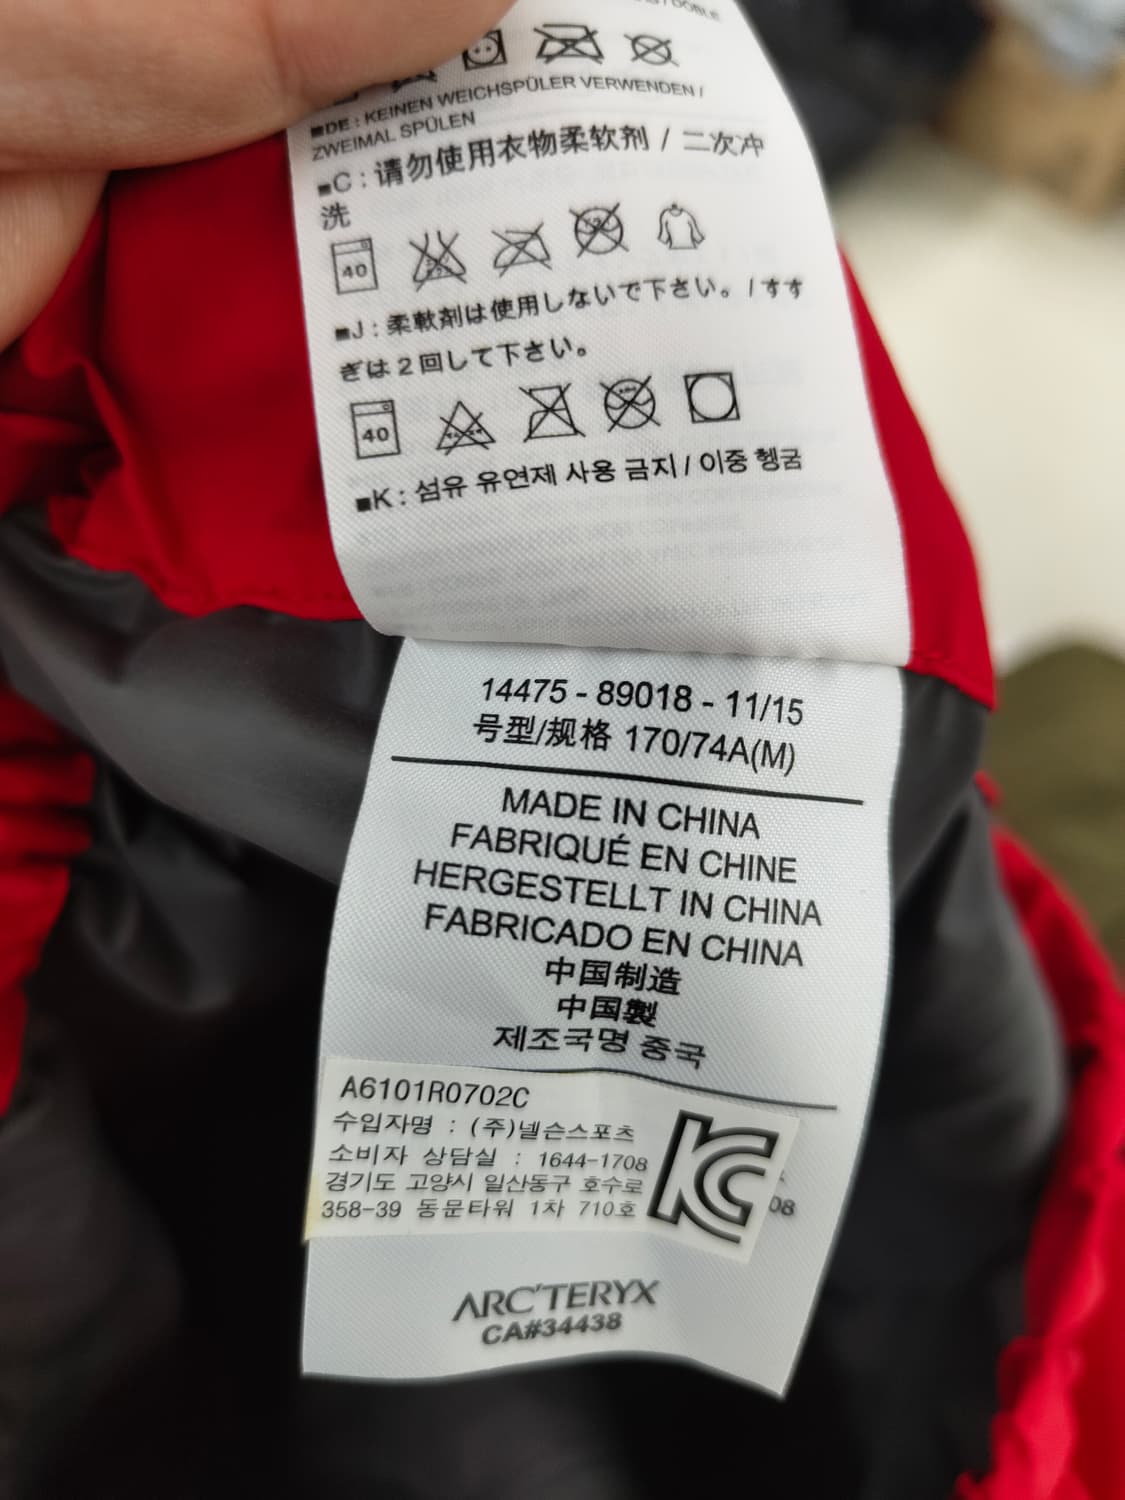 ■DE : KEINEN WEICHSPÜLER VERWENDEN /
ZWEIMAL SPÜLEN
■C : 请勿使用衣物柔软剂 / 二次冲
洗
40
■J : 柔軟剤は使用しないで下さい。/ すす
ぎは2回して下さい。
40
■K : 섬유 유연제 사용 금지 / 이중 헹굼
14475 - 89018 - 11/15
号型/规格 170/74A(M)
MADE IN CHINA
FABRIQUÉ EN CHINE
HERGESTELLT IN CHINA
FABRICADO EN CHINA
中国制造
中国製
제조국명 중국
A6101R0702C
수입자명 : (주)넬슨스포츠
소비자 상담실 : 1644-1708
경기도 고양시 일산동구 호수로
358-39 동문타워 1차 710호
KC
08
ARC'TERYX
CA#34438